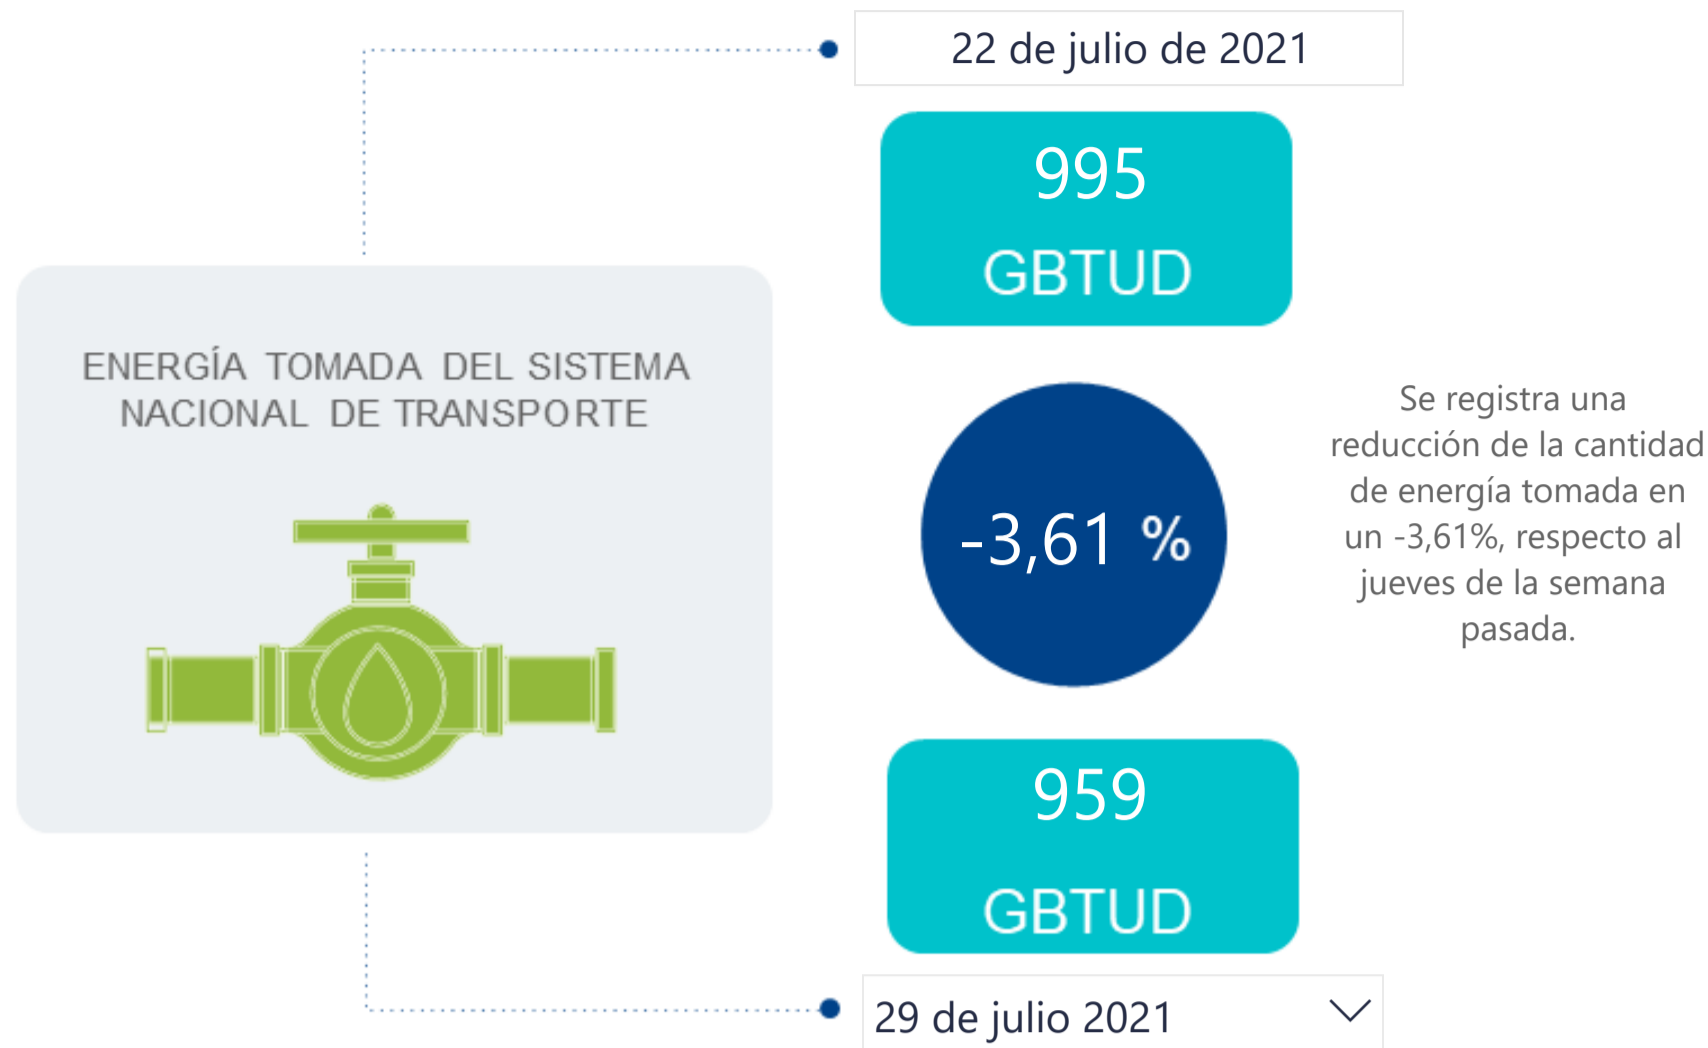 22 de julio de 2021
995
GBTUD
ENERGÍA TOMADA DEL SISTEMA
NACIONAL DE TRANSPORTE
-3,61 %
Se registra una
reducción de la cantidad
de energía tomada en
un -3,61%, respecto al
jueves de la semana
pasada.
959
GBTUD
29 de julio 2021